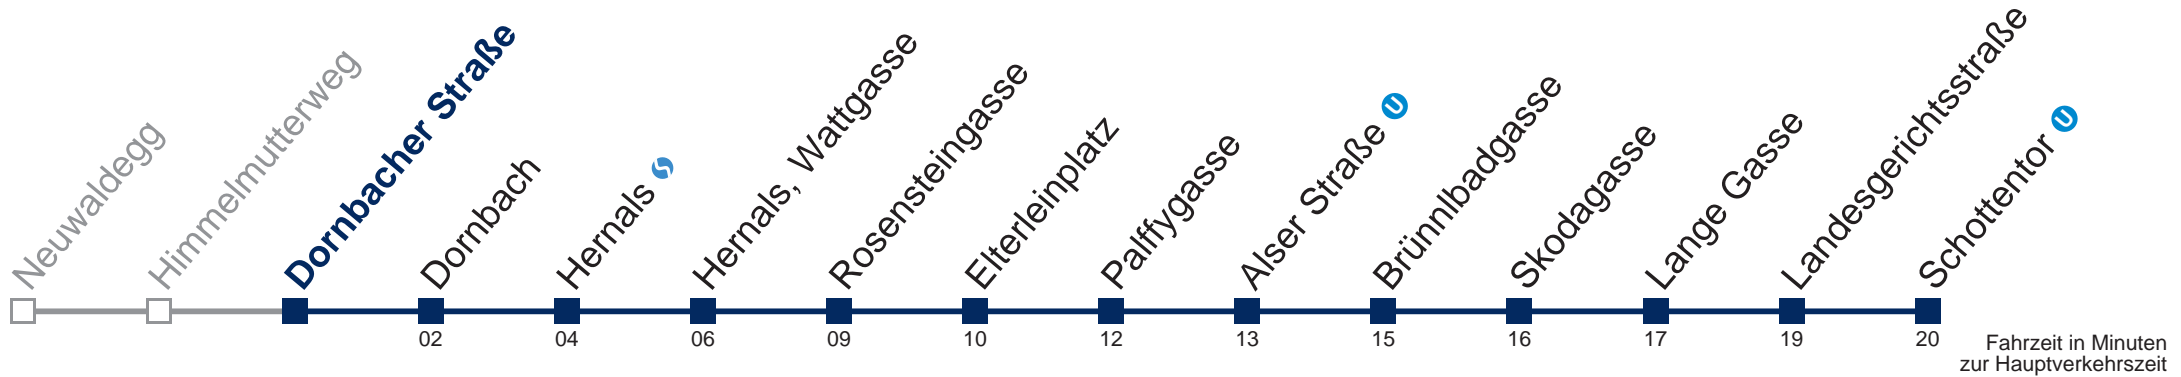 Neuwaldegg
Himmelmutterweg
Dornbacher Straße
Dornbach
Hernals
Hernals, Wattgasse
Rosensteingasse
Elterleinplatz
Palffygasse
Alser Straße U
Brünnlbadgasse
Skodagasse
Lange Gasse
Landesgerichtsstraße
Schottentor U
02 04 06 09 10 12 13 15 16 17 19 20
Fahrzeit in Minuten
zur Hauptverkehrszeit